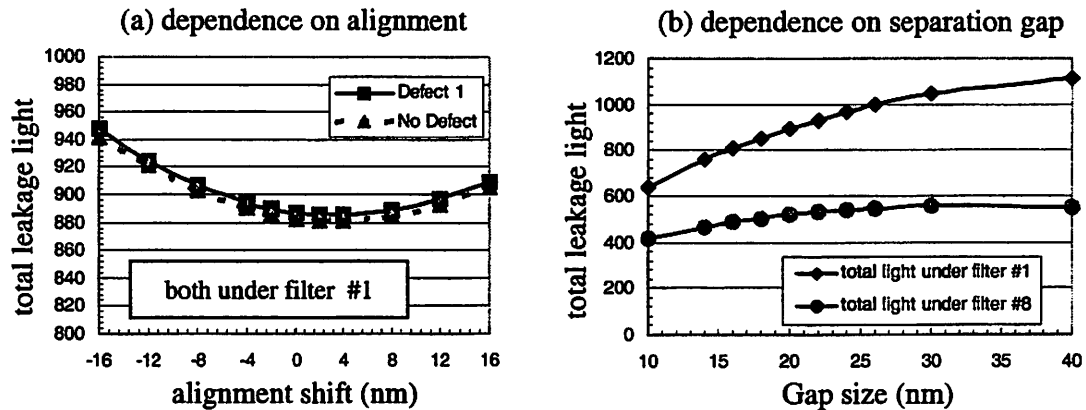 (a) dependence on alignment
1000
980
960
940
920
900
880
860
840
820
800
total leakage light
Defect 1
No Defect
both under filter #1
-16 -12 -8 -4 0 4 8 12 16
alignment shift (nm)
(b) dependence on separation gap
1200
1000
800
600
400
200
0
total leakage light
total light under filter #1
total light under filter #8
10 15 20 25 30 35 40
Gap size (nm)